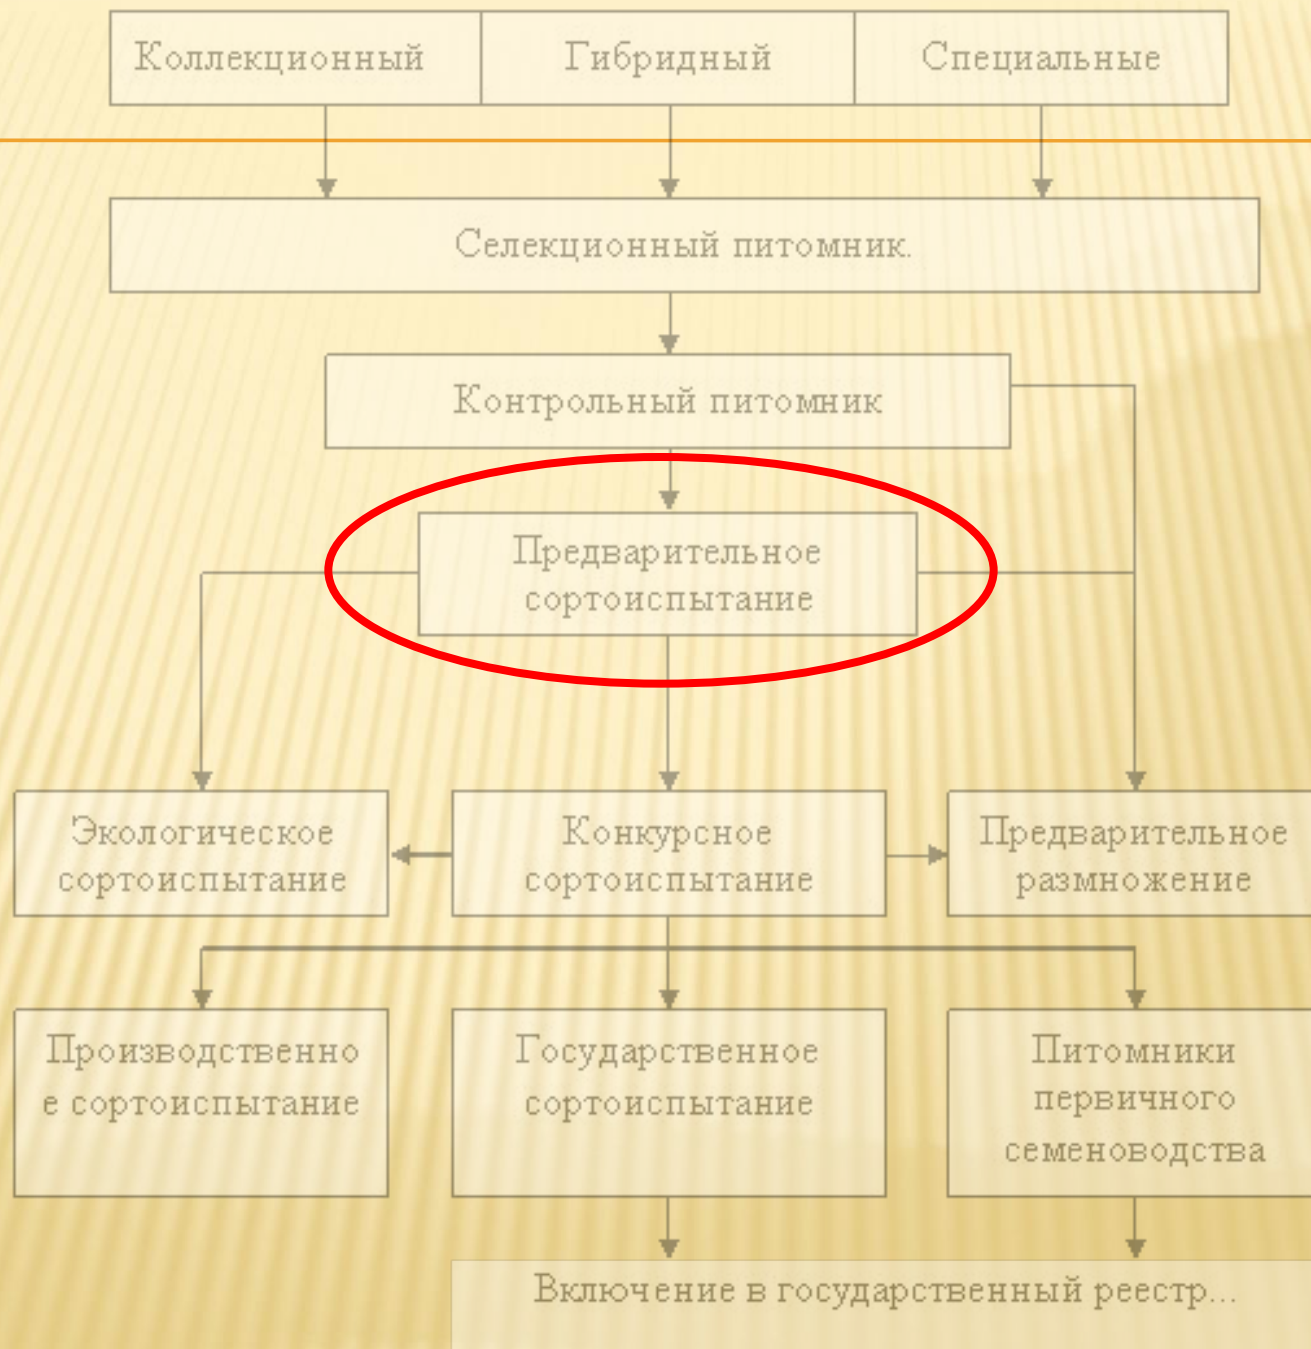 Коллекционный
Гибридный
Специальные
Селекционный питомник.
Контрольный питомник
Предварительное
сортоиспытание
Экологическое
сортоиспытание
Конкурсное
сортоиспытание
Предварительное
размножение
Производственно
е сортоиспытание
Государственное
сортоиспытание
Питомники
первичного
семеноводства
Включение в государственный реестр...